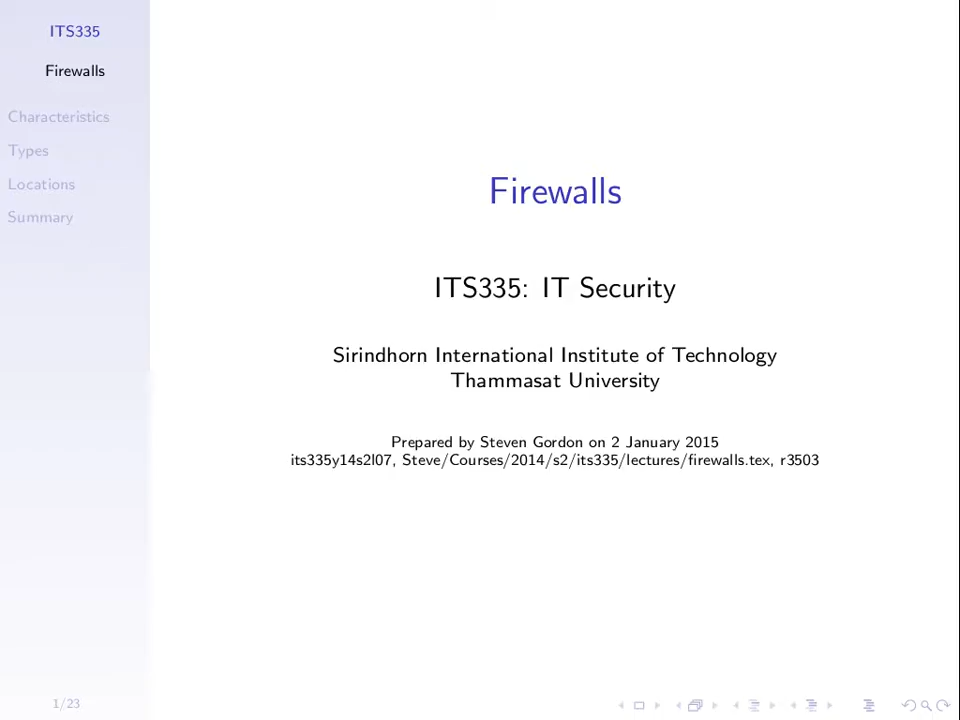 ITS335
Firewalls
Characteristics
Types
Locations
Summary
Firewalls
ITS335: IT Security
Sirindhorn International Institute of Technology
Thammasat University
Prepared by Steven Gordon on 2 January 2015
its335y14s2l07, Steve/Courses/2014/s2/its335/lectures/firewalls.tex, r3503
1/23